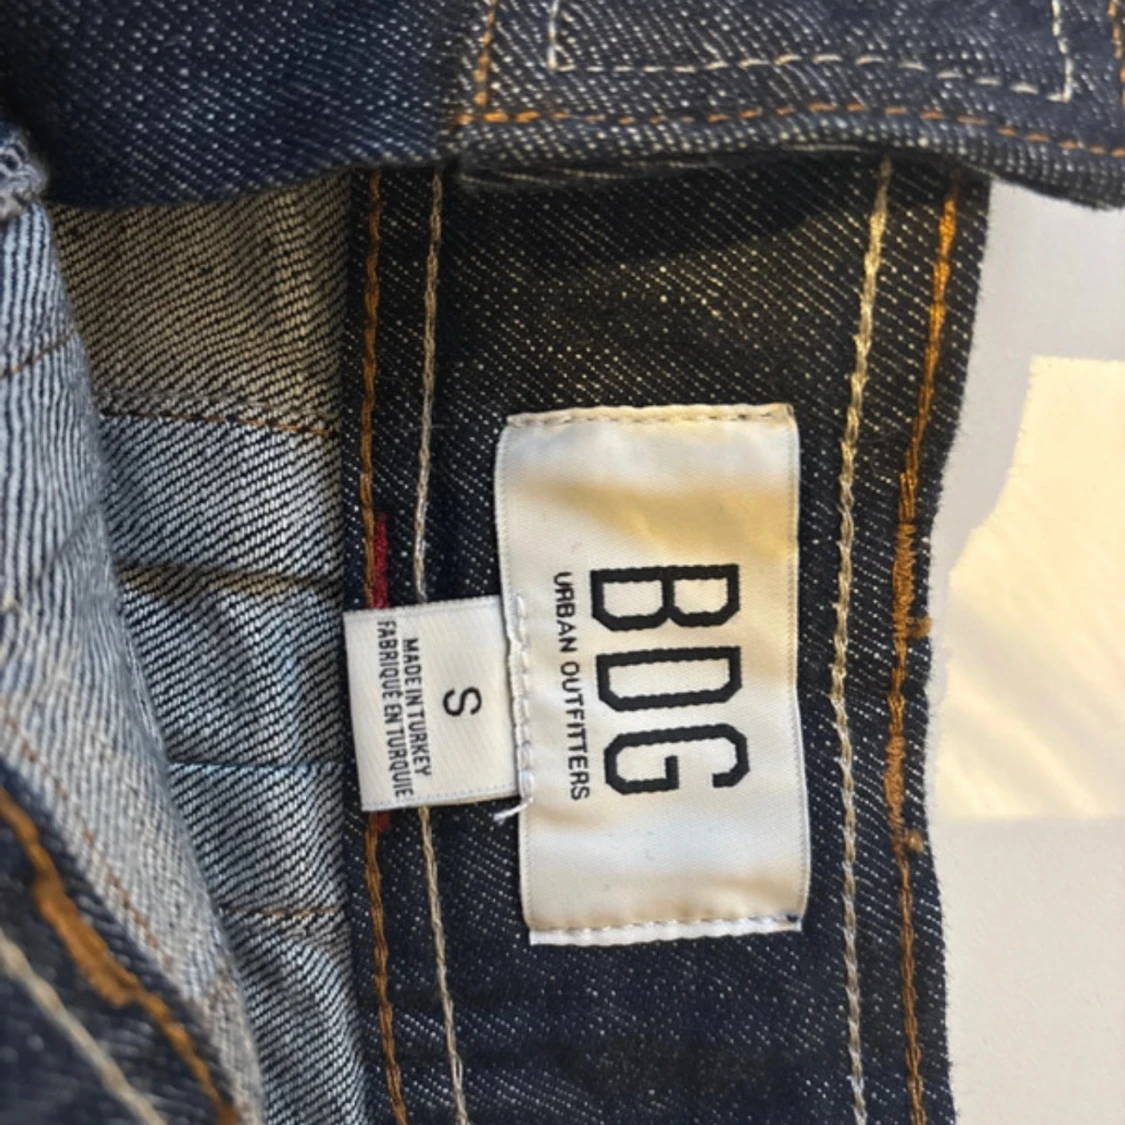 BDG
URBAN OUTFITTERS
S
MADE IN TURKEY
FABRIQUÉ EN TURQUIE